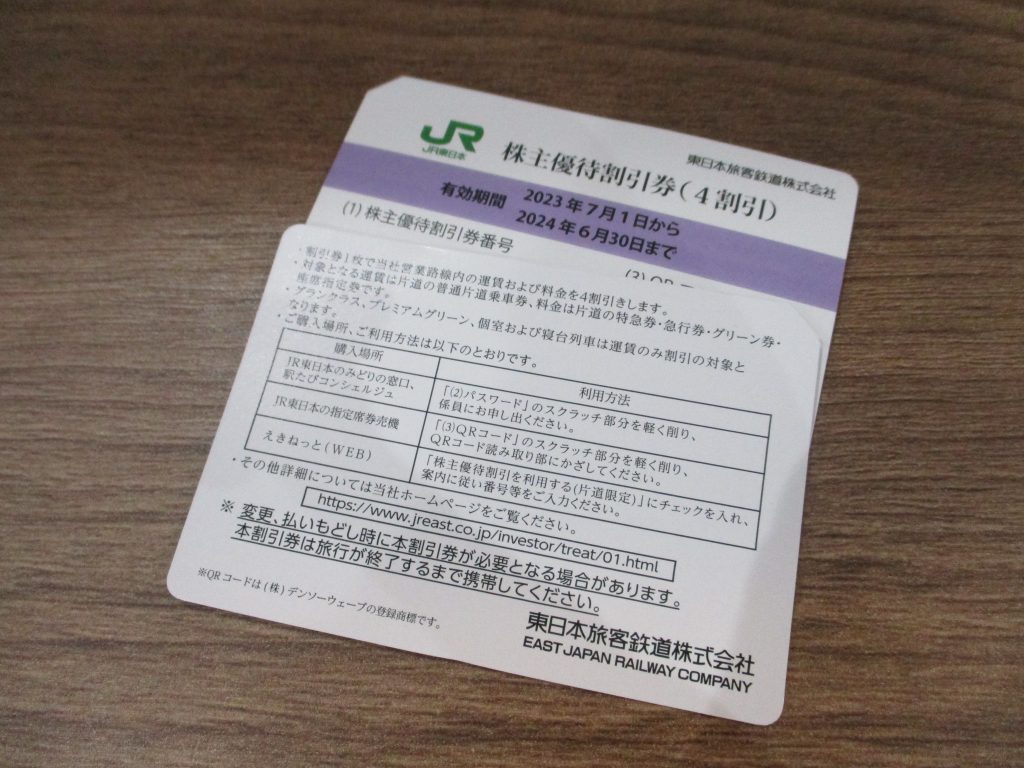 JR
JR東日本
東日本旅客鉄道株式会社
株主優待割引券(4割引)
有効期間 2023年7月1日から
2024年6月30日まで
(1) 株主優待割引券番号
(3) QR
・割引券1枚で当社営業路線内の運賃および料金を4割引きします。
・対象となる運賃は片道の普通片道乗車券、料金は片道の特急券・急行券・グリーン券・
座席指定券です。
・グランクラス、プレミアムグリーン、個室および寝台列車は運賃のみ割引の対象と
なります。
・ご購入場所、ご利用方法は以下のとおりです。
購入場所
利用方法
JR東日本のみどりの窓口、
駅たびコンシェルジュ
「(2)パスワード」のスクラッチ部分を軽く削り、
係員にお申し出ください。
JR東日本の指定席券売機
「(3)QRコード」のスクラッチ部分を軽く削り、
QRコード読み取り部にかざしてください。
えきねっと(WEB)
「株主優待割引を利用する(片道限定)」にチェックを入れ、
案内に従い番号等をご入力ください。
・その他詳細については当社ホームページをご覧ください。
https://www.jreast.co.jp/investor/treat/01.html
※ 変更、払いもどし時に本割引券が必要となる場合があります。
本割引券は旅行が終了するまで携帯してください。
※QRコードは(株)デンソーウェーブの登録商標です。
東日本旅客鉄道株式会社
EAST JAPAN RAILWAY COMPANY